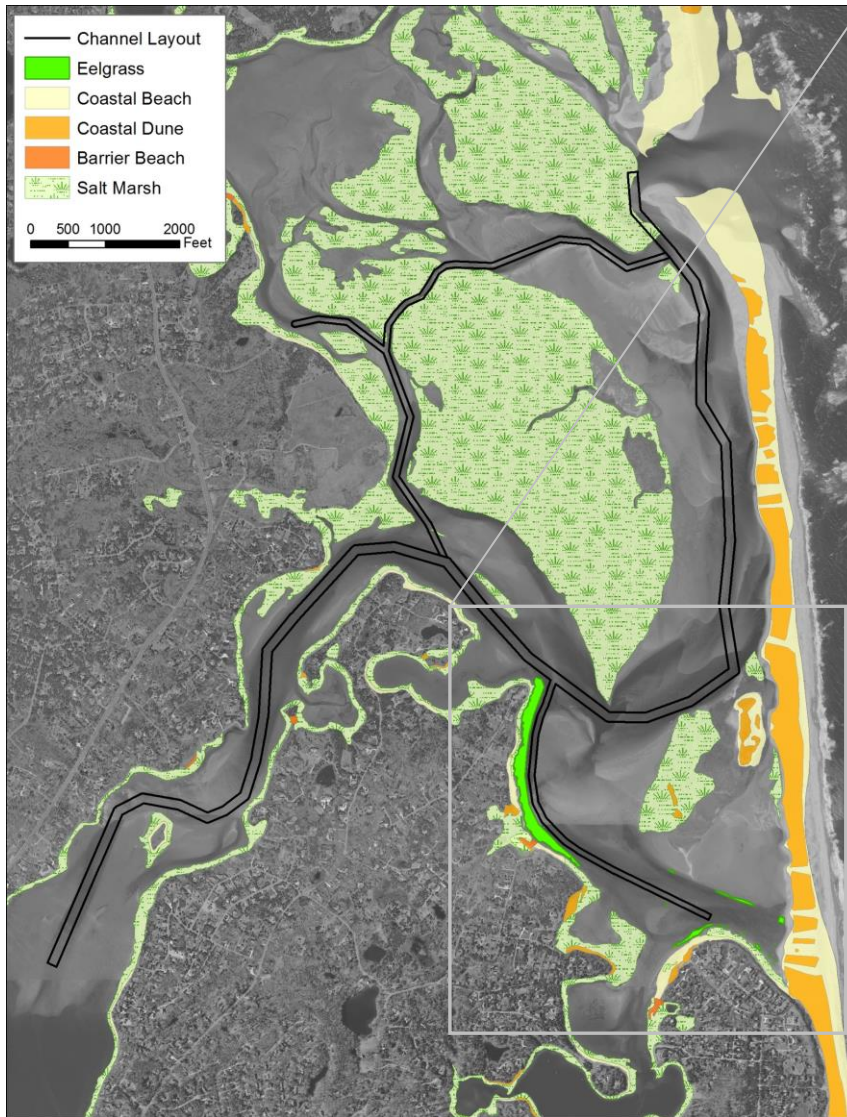 Channel Layout
Eelgrass
Coastal Beach
Coastal Dune
Barrier Beach
Salt Marsh
0 500 1000 2000
Feet